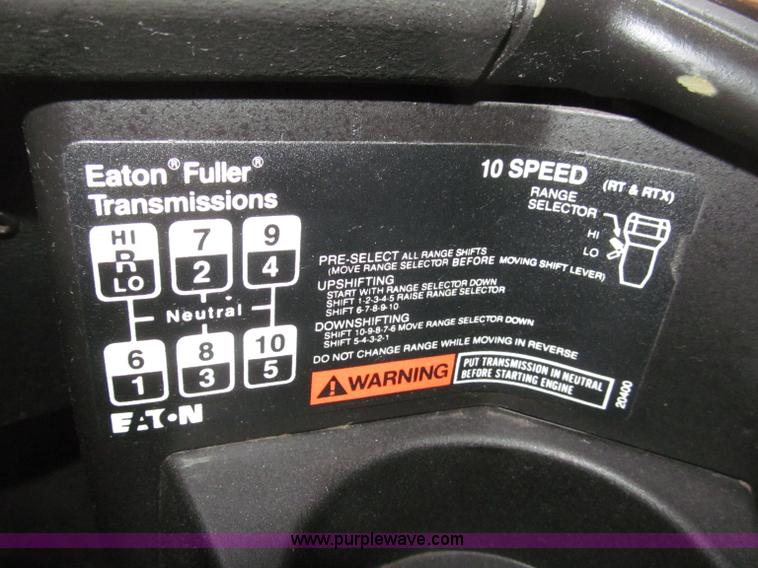 Eaton® Fuller®
Transmissions
10 SPEED (RT & RTX)
RANGE
SELECTOR
HI
LO
HI
R
LO
7
2
9
4
Neutral
6
1
8
3
10
5
EATON
PRE-SELECT ALL RANGE SHIFTS
(MOVE RANGE SELECTOR BEFORE MOVING SHIFT LEVER)
UPSHIFTING
START WITH RANGE SELECTOR DOWN
SHIFT 1-2-3-4-5 RAISE RANGE SELECTOR
SHIFT 6-7-8-9-10
DOWNSHIFTING
SHIFT 10-9-8-7-6 MOVE RANGE SELECTOR DOWN
SHIFT 5-4-3-2-1
DO NOT CHANGE RANGE WHILE MOVING IN REVERSE
WARNING
PUT TRANSMISSION IN NEUTRAL
BEFORE STARTING ENGINE
20400
www.purplewave.com